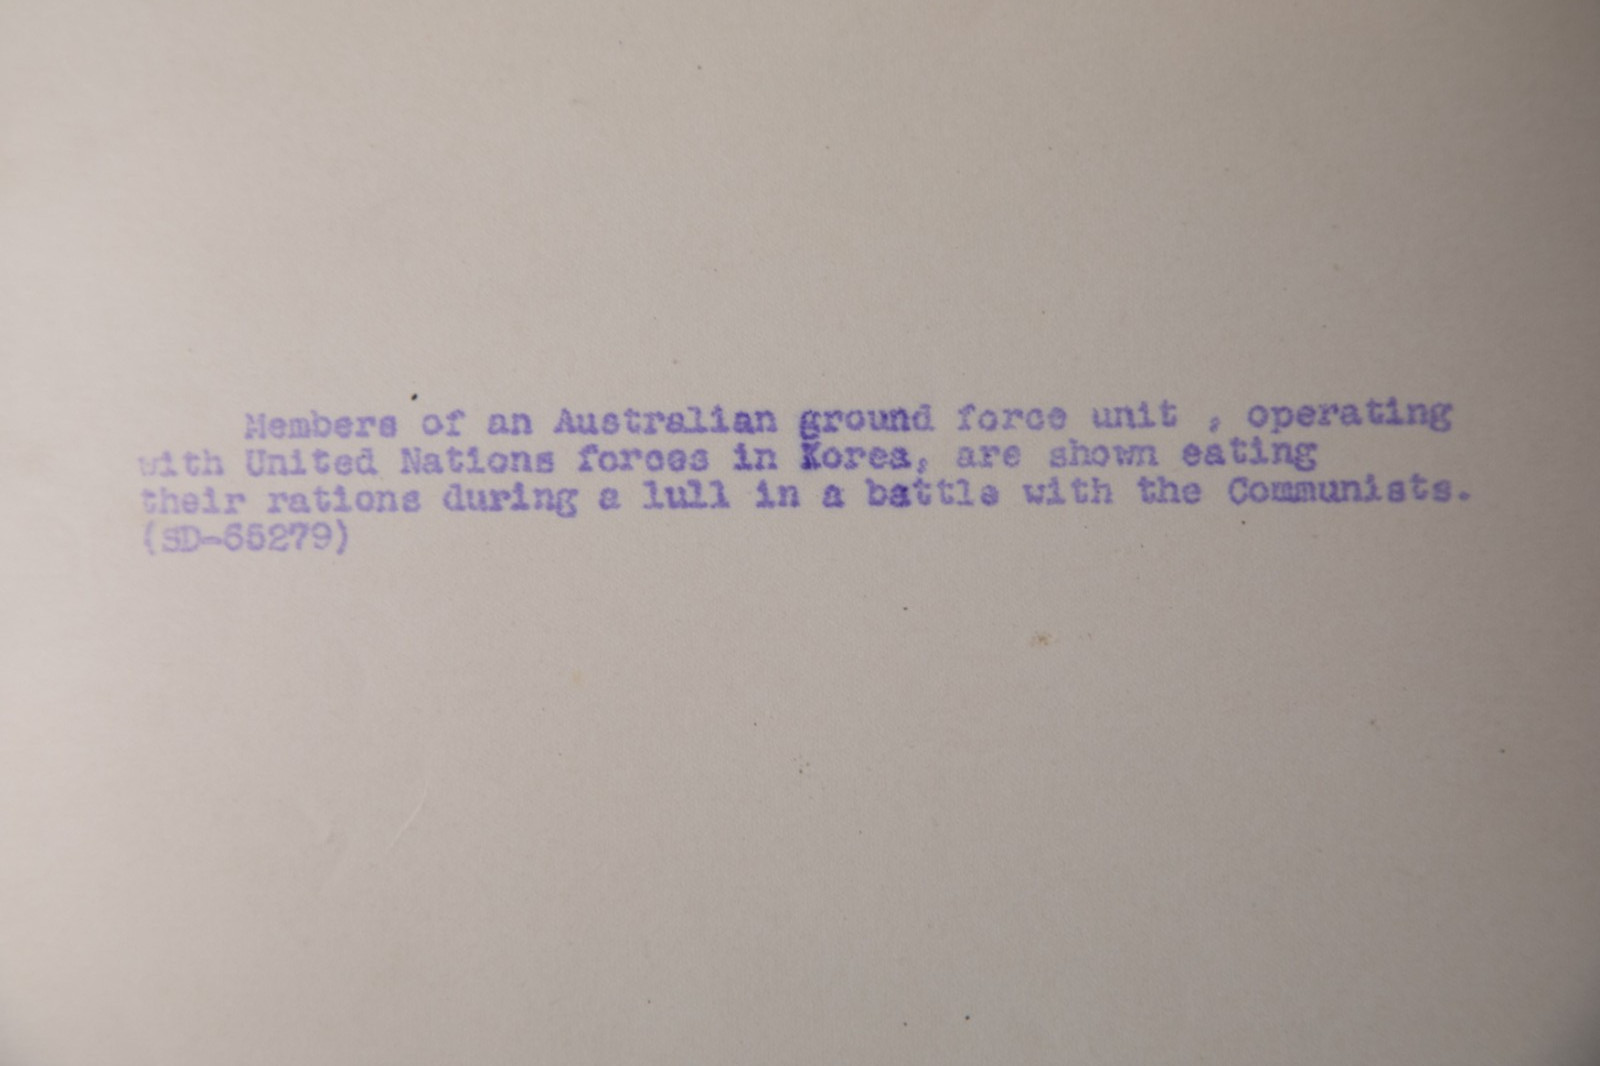 Members of an Australian ground force unit , operating
with United Nations forces in Korea, are shown eating
their rations during a lull in a battle with the Communists.
(SD-65279)